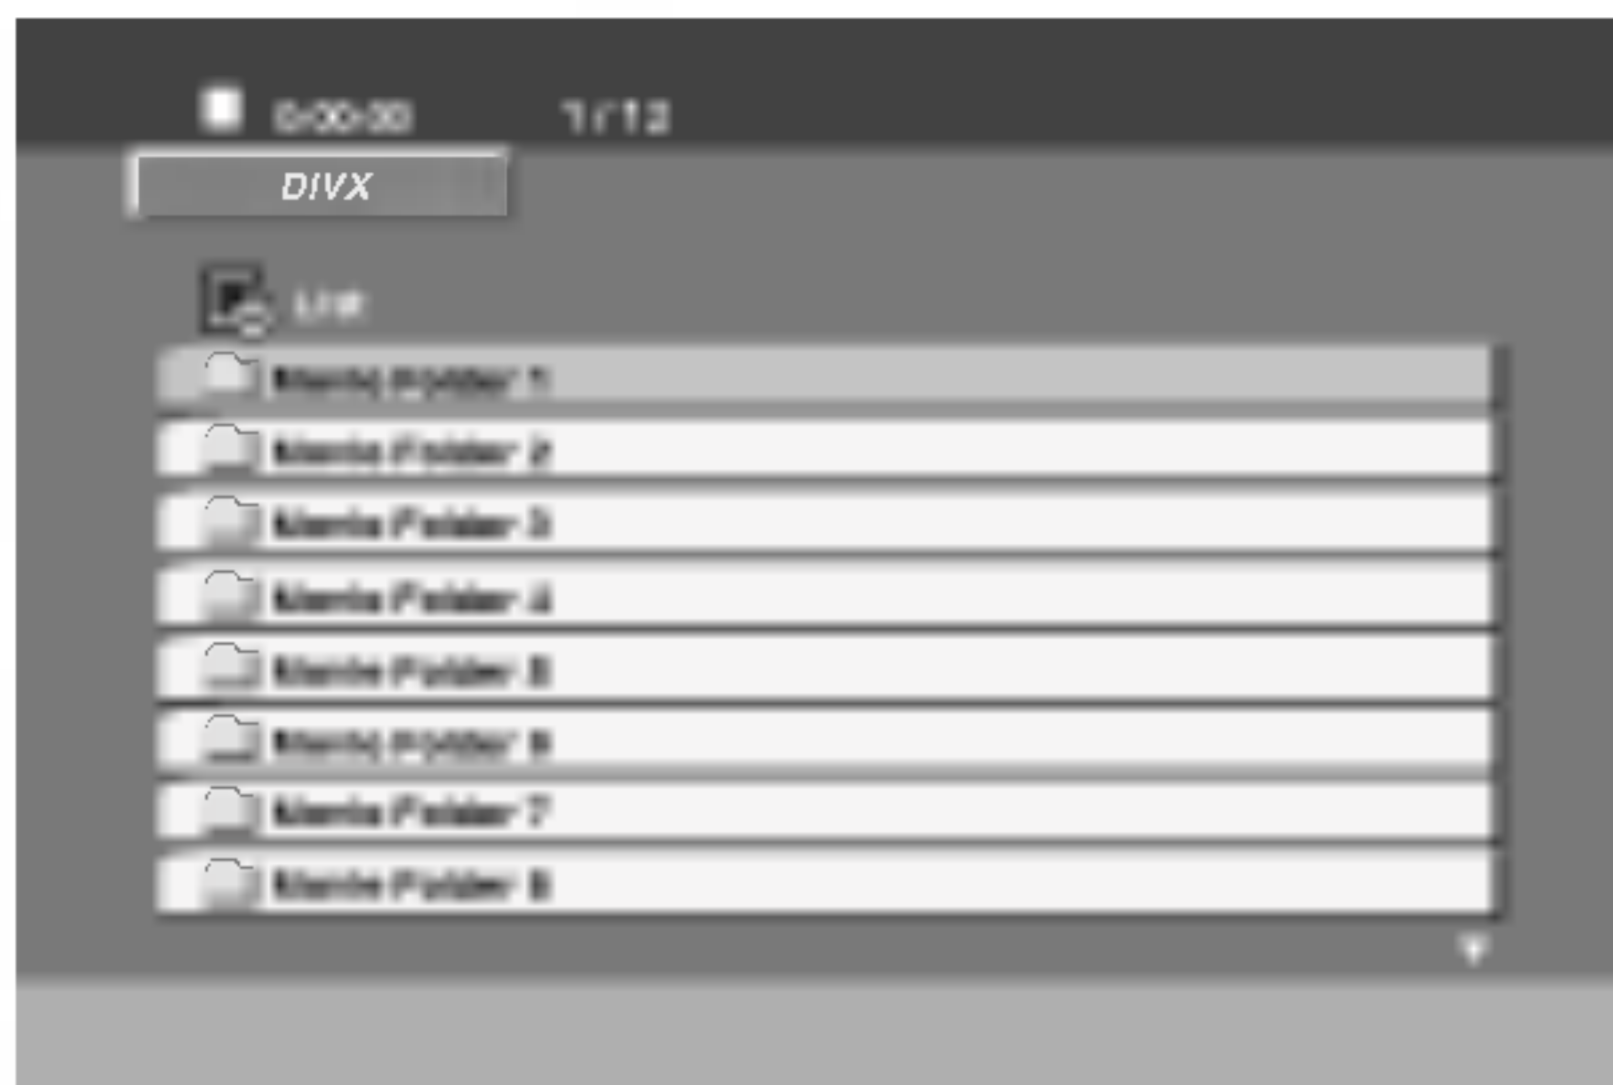 0:00:00 1 / 12
DIVX
List
Movie Folder 1
Movie Folder 2
Movie Folder 3
Movie Folder 4
Movie Folder 5
Movie Folder 6
Movie Folder 7
Movie Folder 8